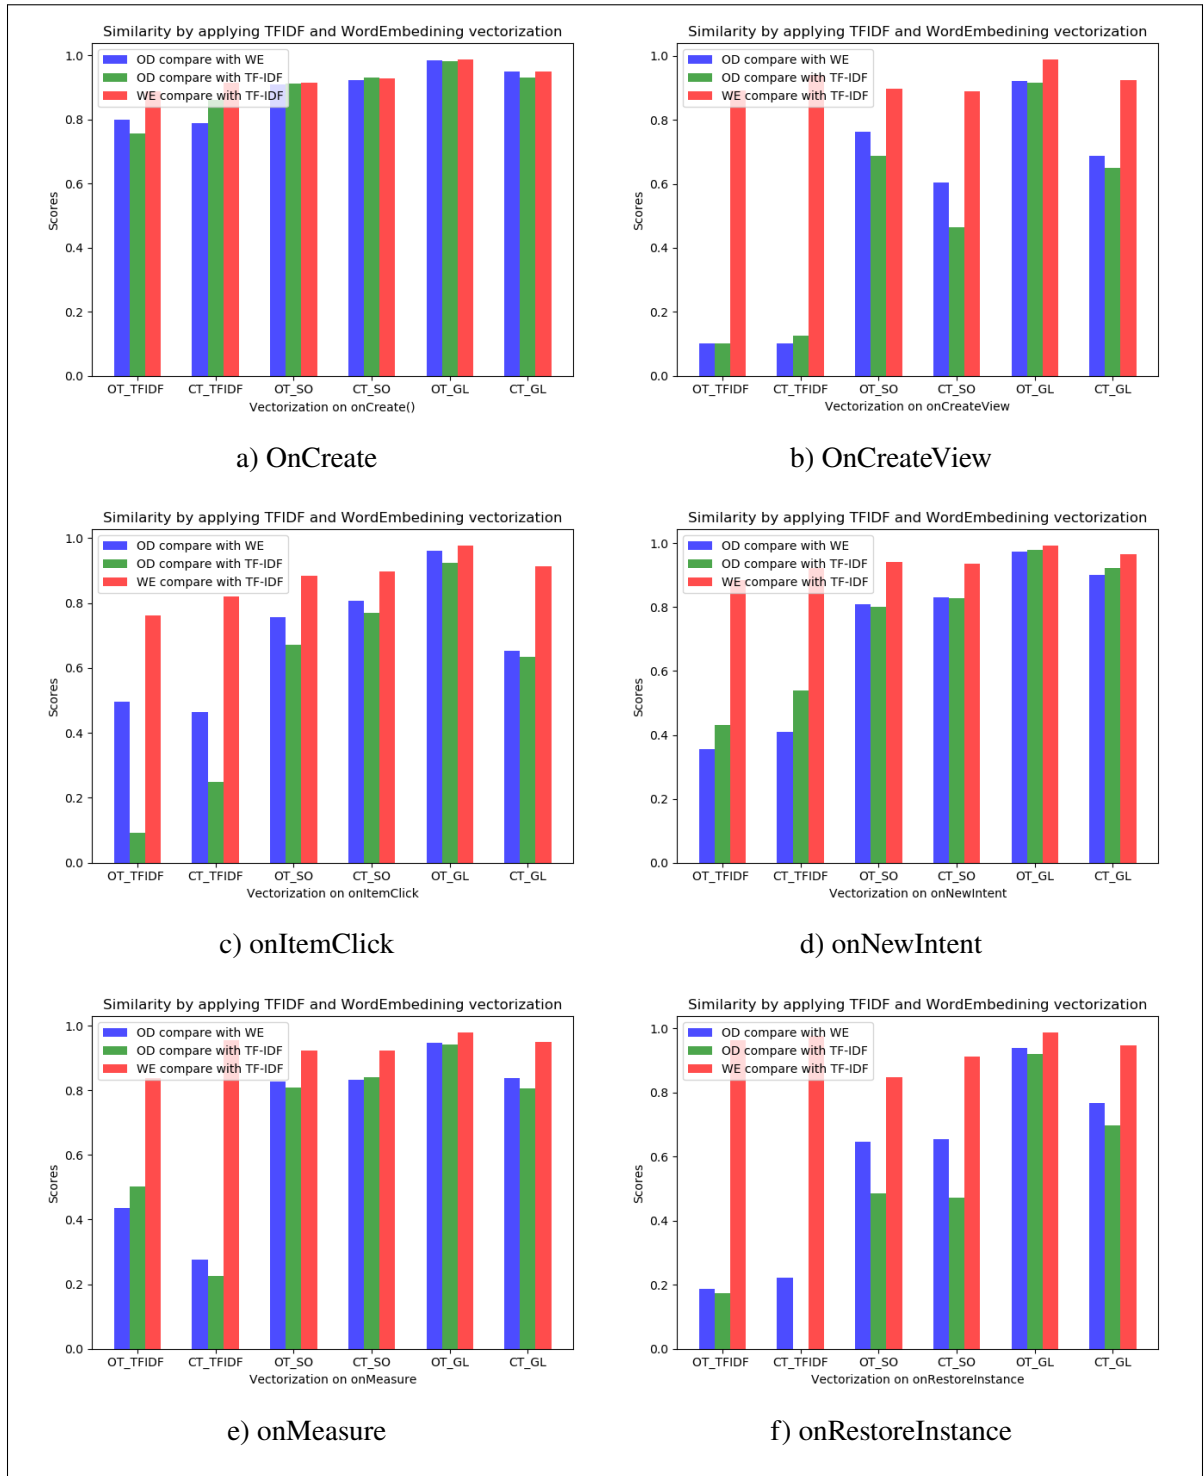 Similarity by applying TFIDF and WordEmbedining vectorization
OD compare with WE
OD compare with TF-IDF
WE compare with TF-IDF
1.0
0.8
0.6
0.4
0.2
0.0
Scores
OT_TFIDF CT_TFIDF OT_SO CT_SO OT_GL CT_GL
Vectorization on onCreate()
a) OnCreate
Similarity by applying TFIDF and WordEmbedining vectorization
OD compare with WE
OD compare with TF-IDF
WE compare with TF-IDF
1.0
0.8
0.6
0.4
0.2
0.0
Scores
OT_TFIDF CT_TFIDF OT_SO CT_SO OT_GL CT_GL
Vectorization on onCreateView
b) OnCreateView
Similarity by applying TFIDF and WordEmbedining vectorization
OD compare with WE
OD compare with TF-IDF
WE compare with TF-IDF
1.0
0.8
0.6
0.4
0.2
0.0
Scores
OT_TFIDF CT_TFIDF OT_SO CT_SO OT_GL CT_GL
Vectorization on onItemClick
c) onItemClick
Similarity by applying TFIDF and WordEmbedining vectorization
OD compare with WE
OD compare with TF-IDF
WE compare with TF-IDF
1.0
0.8
0.6
0.4
0.2
0.0
Scores
OT_TFIDF CT_TFIDF OT_SO CT_SO OT_GL CT_GL
Vectorization on onNewIntent
d) onNewIntent
Similarity by applying TFIDF and WordEmbedining vectorization
OD compare with WE
OD compare with TF-IDF
WE compare with TF-IDF
1.0
0.8
0.6
0.4
0.2
0.0
Scores
OT_TFIDF CT_TFIDF OT_SO CT_SO OT_GL CT_GL
Vectorization on onMeasure
e) onMeasure
Similarity by applying TFIDF and WordEmbedining vectorization
OD compare with WE
OD compare with TF-IDF
WE compare with TF-IDF
1.0
0.8
0.6
0.4
0.2
0.0
Scores
OT_TFIDF CT_TFIDF OT_SO CT_SO OT_GL CT_GL
Vectorization on onRestoreInstance
f) onRestoreInstance